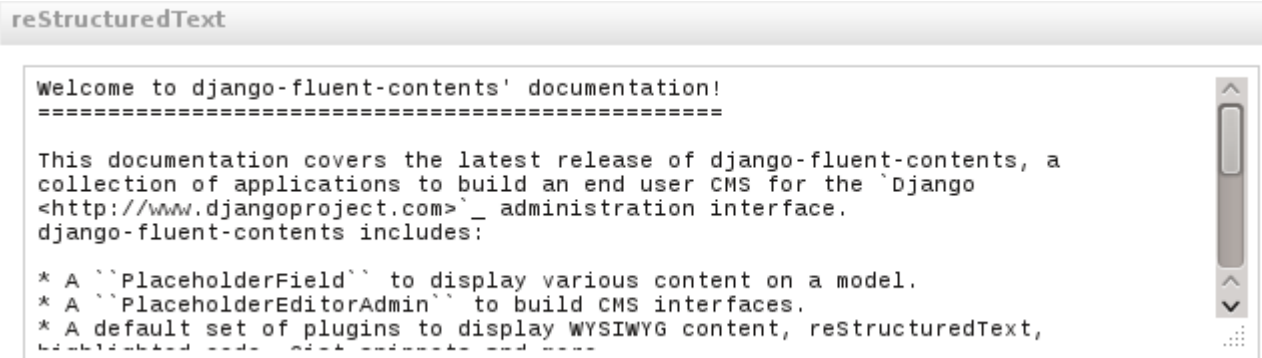 reStructuredText
Welcome to django-fluent-contents' documentation!
=================================================
This documentation covers the latest release of django-fluent-contents, a
collection of applications to build an end user CMS for the `Django
<http://www.djangoproject.com>`_ administration interface.
django-fluent-contents includes:
* A ``PlaceholderField`` to display various content on a model.
* A ``PlaceholderEditorAdmin`` to build CMS interfaces.
* A default set of plugins to display WYSIWYG content, reStructuredText,